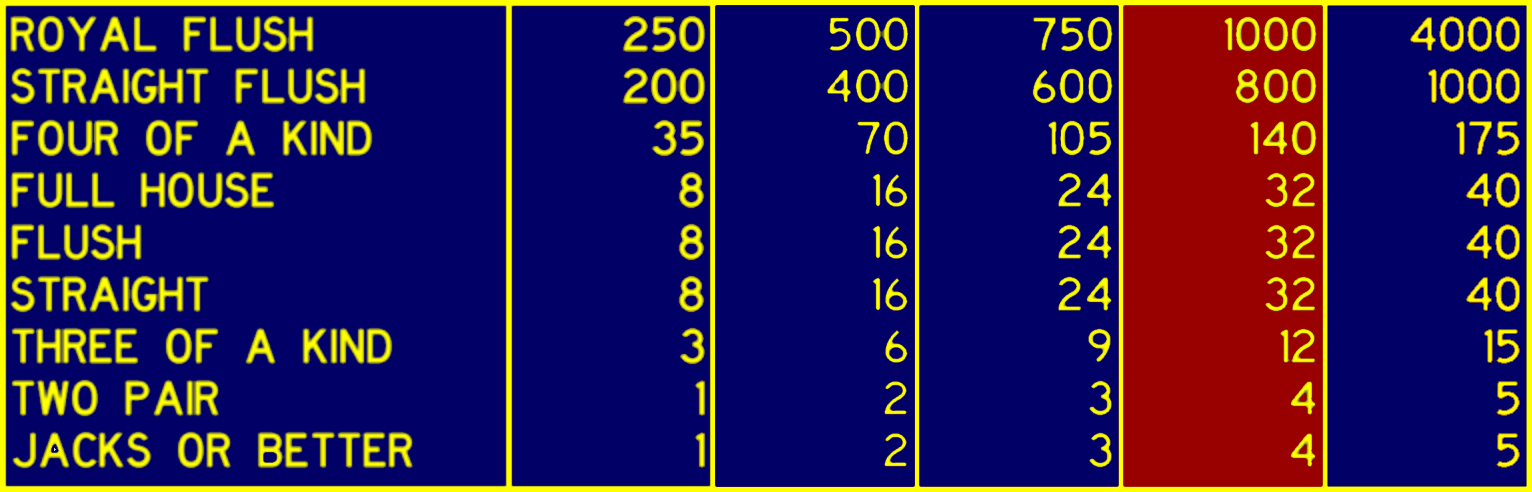 ROYAL FLUSH 250 500 750 1000 4000
STRAIGHT FLUSH 200 400 600 800 1000
FOUR OF A KIND 35 70 105 140 175
FULL HOUSE 8 16 24 32 40
FLUSH 8 16 24 32 40
STRAIGHT 8 16 24 32 40
THREE OF A KIND 3 6 9 12 15
TWO PAIR 1 2 3 4 5
JACKS OR BETTER 1 2 3 4 5